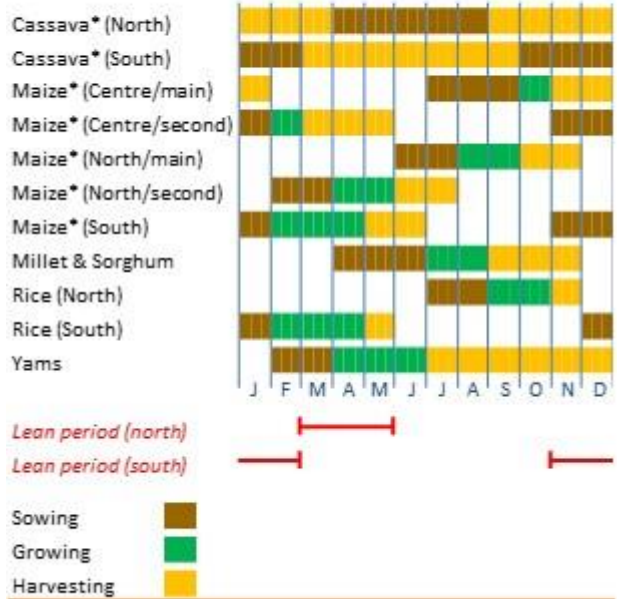 Cassava* (North)
Cassava* (South)
Maize* (Centre/main)
Maize* (Centre/second)
Maize* (North/main)
Maize* (North/second)
Maize* (South)
Millet & Sorghum
Rice (North)
Rice (South)
Yams
J F M A M J J A S O N D
Lean period (north)
Lean period (south)
Sowing
Growing
Harvesting